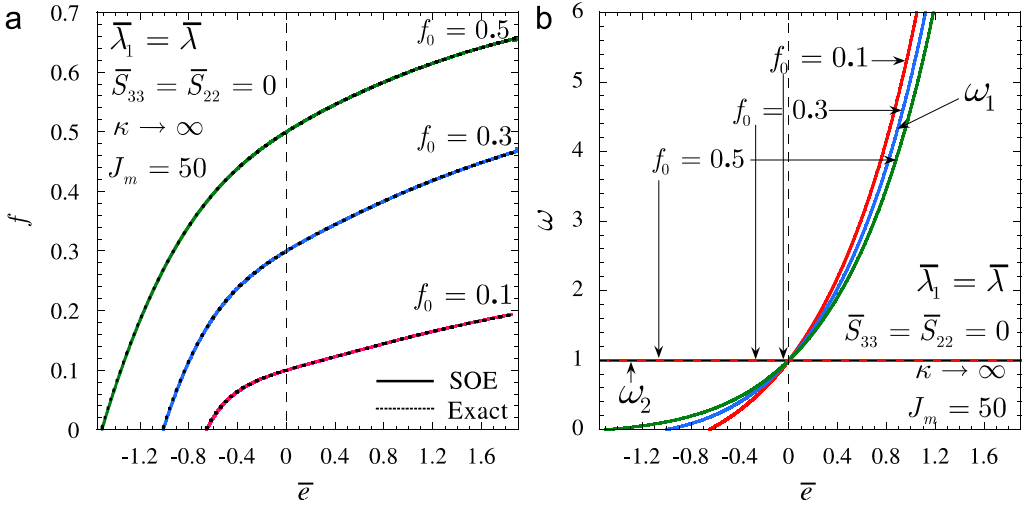 a
0.7
0.6
0.5
0.4
0.3
0.2
0.1
0
f
λ̅₁ = λ̅
S̅₃₃ = S̅₂₂ = 0
κ → ∞
Jₘ = 50
f₀ = 0.5
f₀ = 0.3
f₀ = 0.1
SOE
Exact
-1.2 -0.8 -0.4 0 0.4 0.8 1.2 1.6
e̅
b
6
5
4
3
2
1
0
ω
f₀ = 0.1
f₀ = 0.3
f₀ = 0.5
ω₁
λ̅₁ = λ̅
S̅₃₃ = S̅₂₂ = 0
κ → ∞
Jₘ = 50
ω₂
-1.2 -0.8 -0.4 0 0.4 0.8 1.2 1.6
e̅